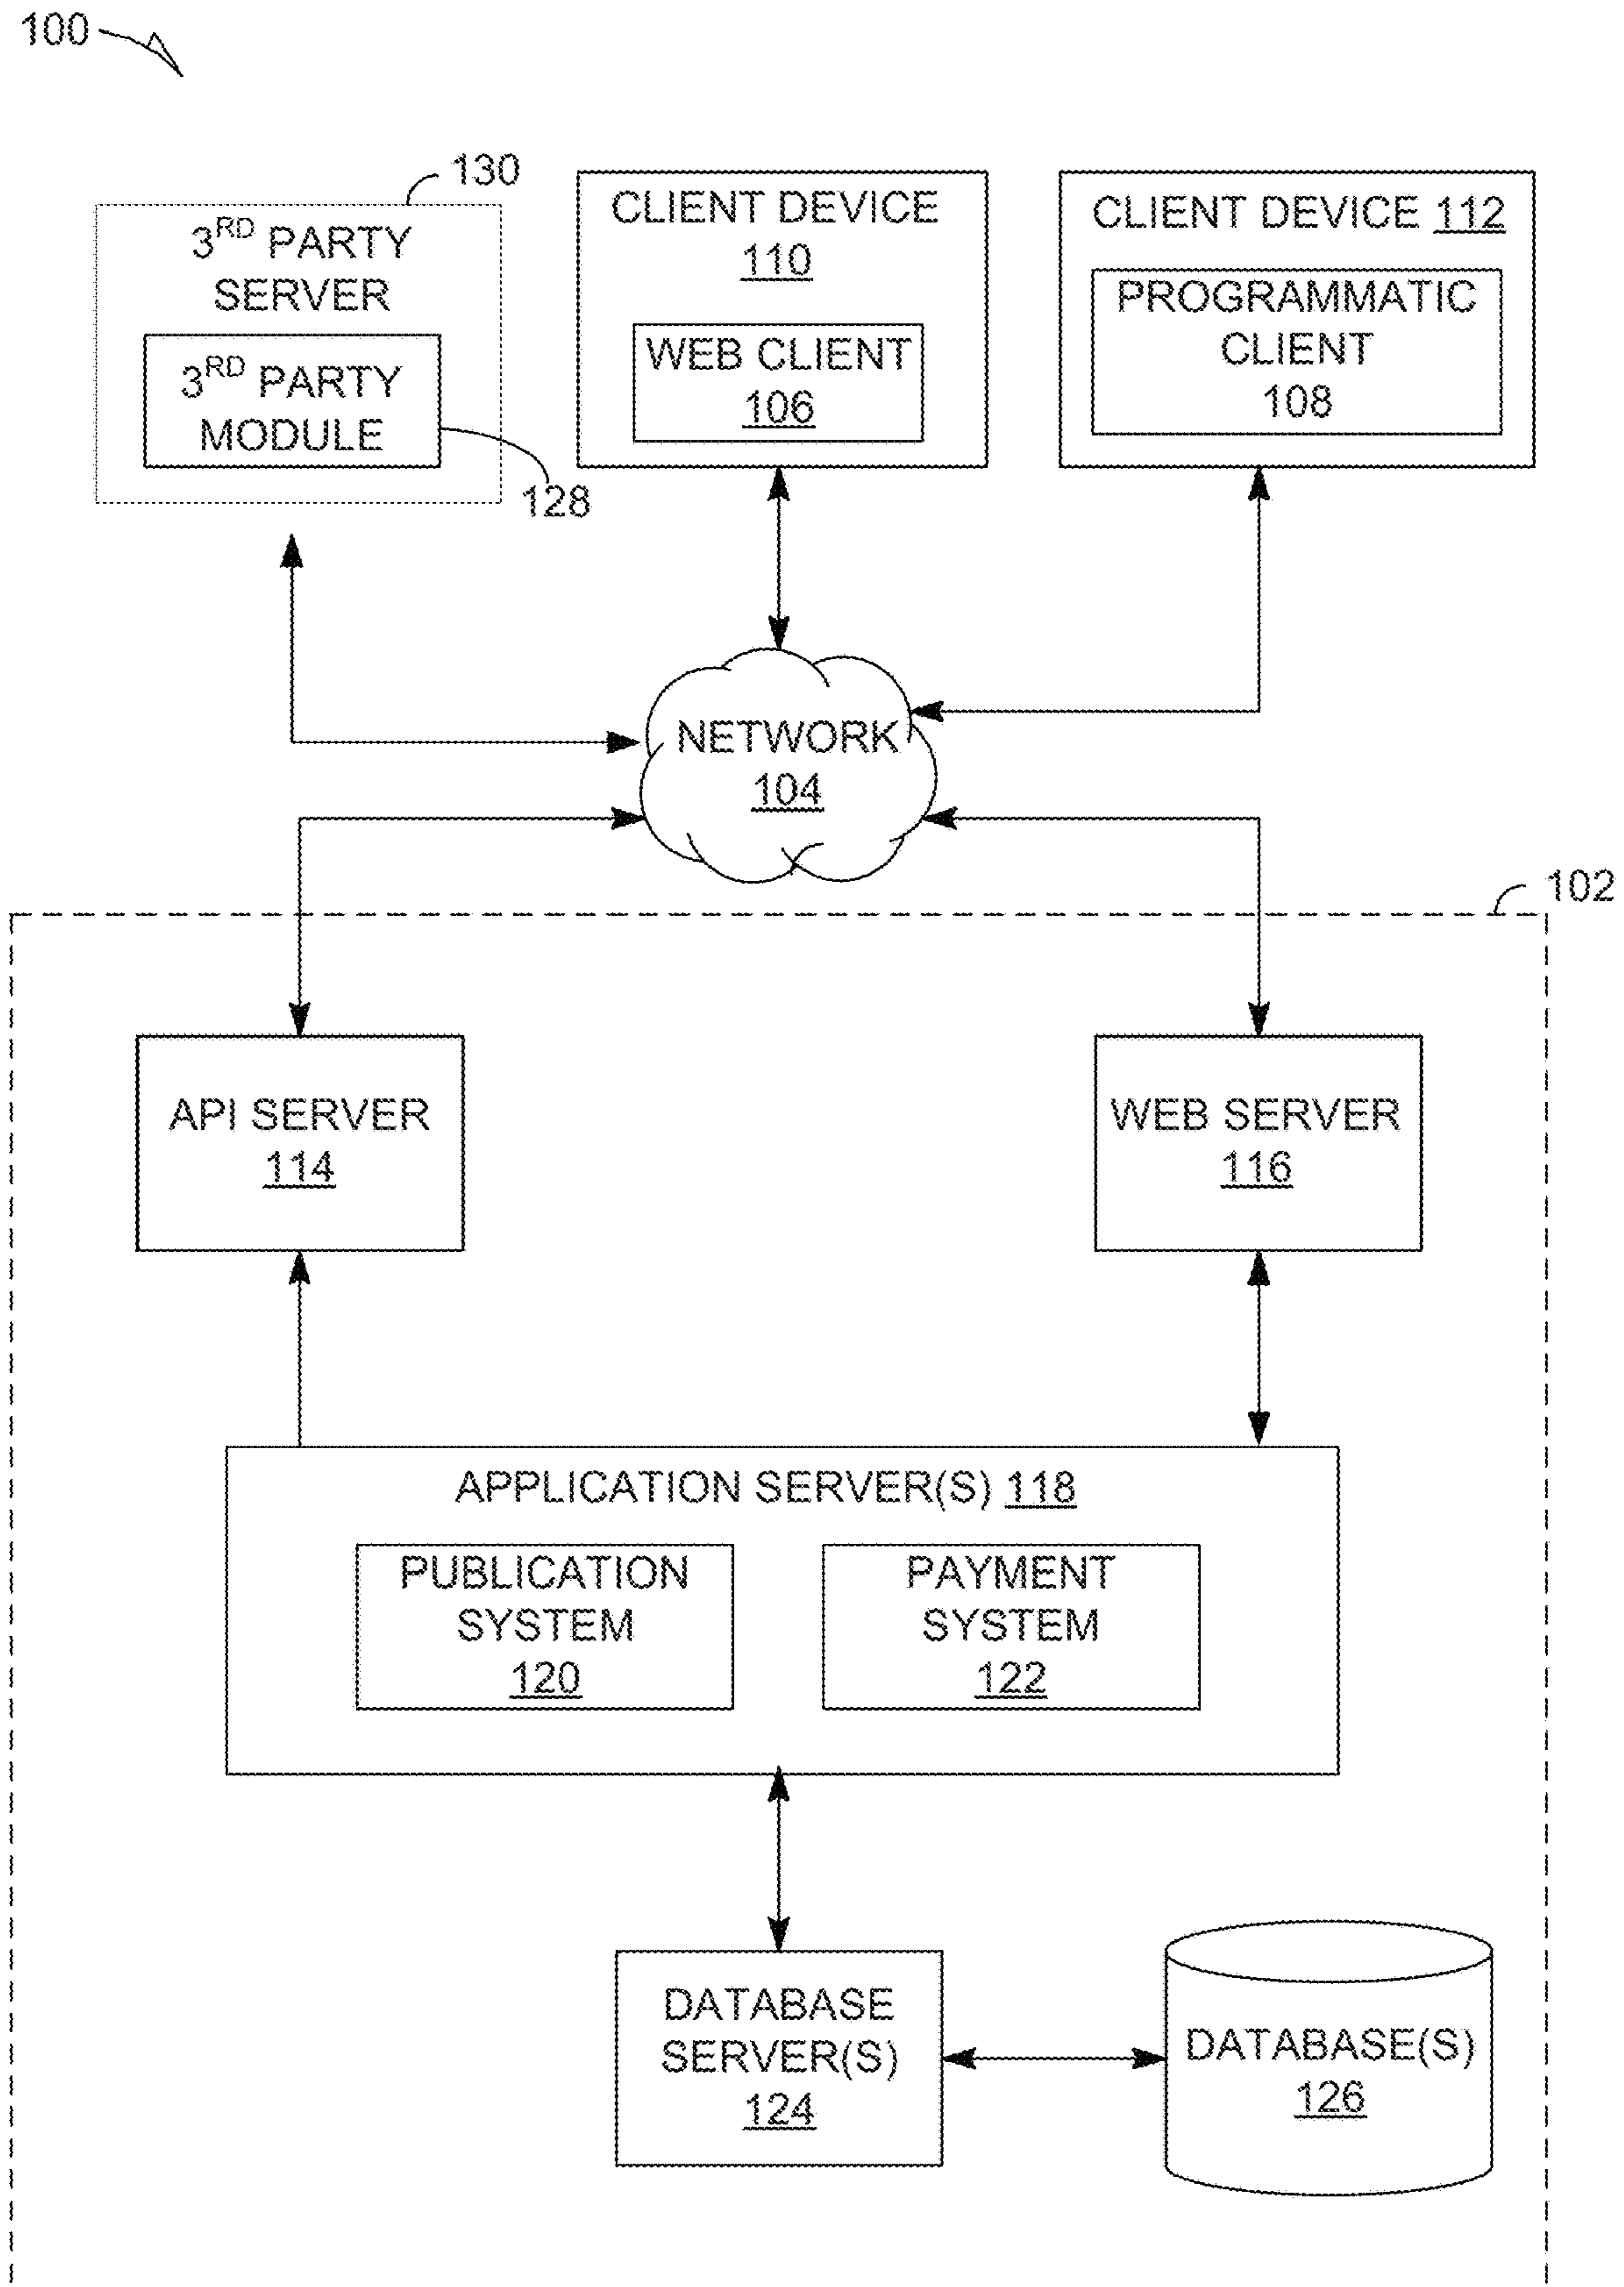 100
130
3RD PARTY
SERVER
3RD PARTY
MODULE
128
CLIENT DEVICE
110
WEB CLIENT
106
CLIENT DEVICE 112
PROGRAMMATIC
CLIENT
108
NETWORK
104
102
API SERVER
114
WEB SERVER
116
APPLICATION SERVER(S) 118
PUBLICATION
SYSTEM
120
PAYMENT
SYSTEM
122
DATABASE
SERVER(S)
124
DATABASE(S)
126